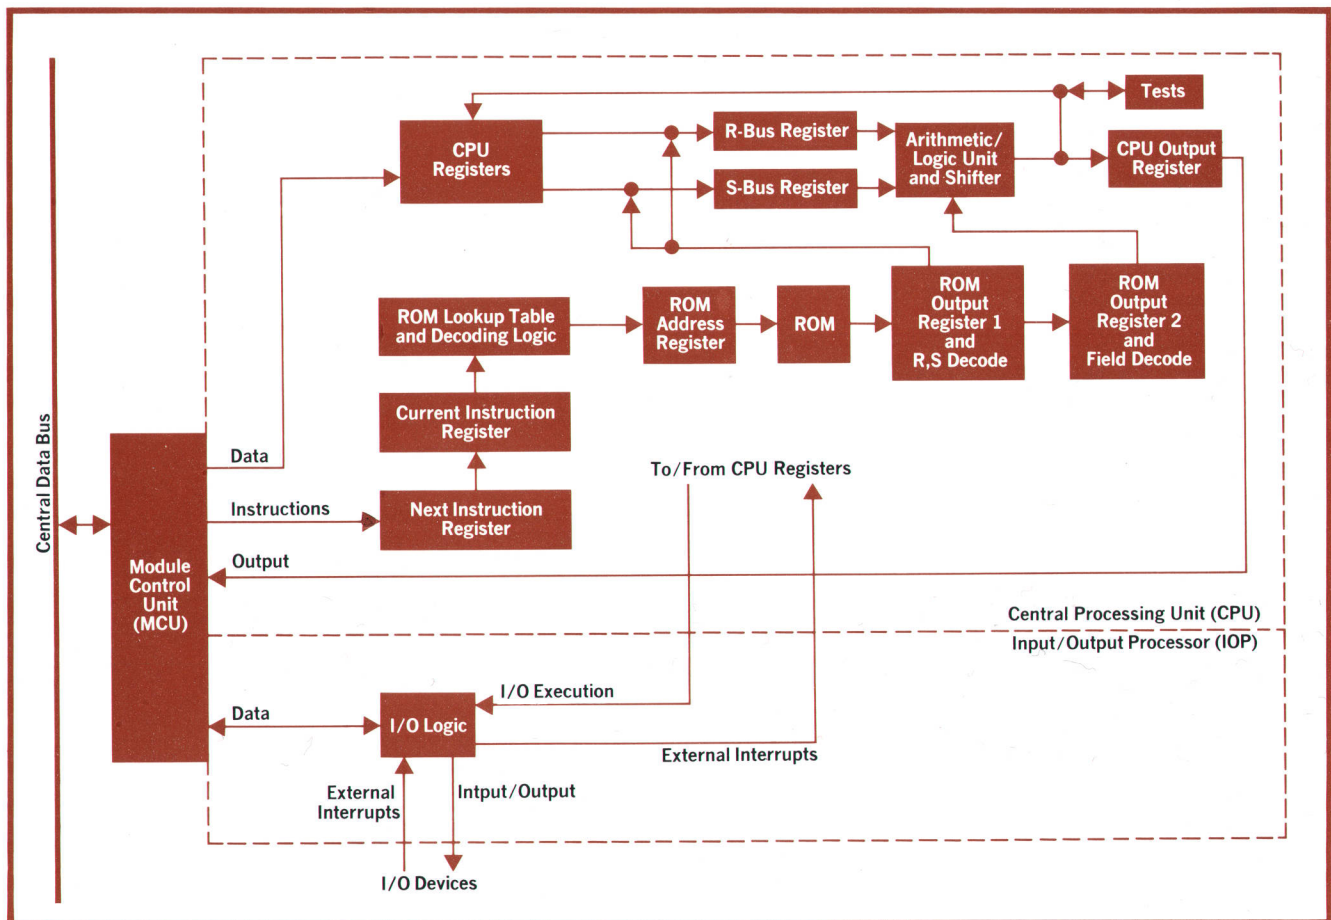 Tests
CPU
Registers
R-Bus Register
S-Bus Register
Arithmetic/
Logic Unit
and Shifter
CPU Output
Register
ROM Lookup Table
and Decoding Logic
ROM
Address
Register
ROM
ROM
Output
Register 1
and
R,S Decode
ROM
Output
Register 2
and
Field Decode
Current Instruction
Register
Next Instruction
Register
Central Data Bus
Module
Control
Unit
(MCU)
Data
Instructions
Output
To/From CPU Registers
Central Processing Unit (CPU)
Input/Output Processor (IOP)
Data
I/O Logic
I/O Execution
External Interrupts
External
Interrupts
Intput/Output
I/O Devices